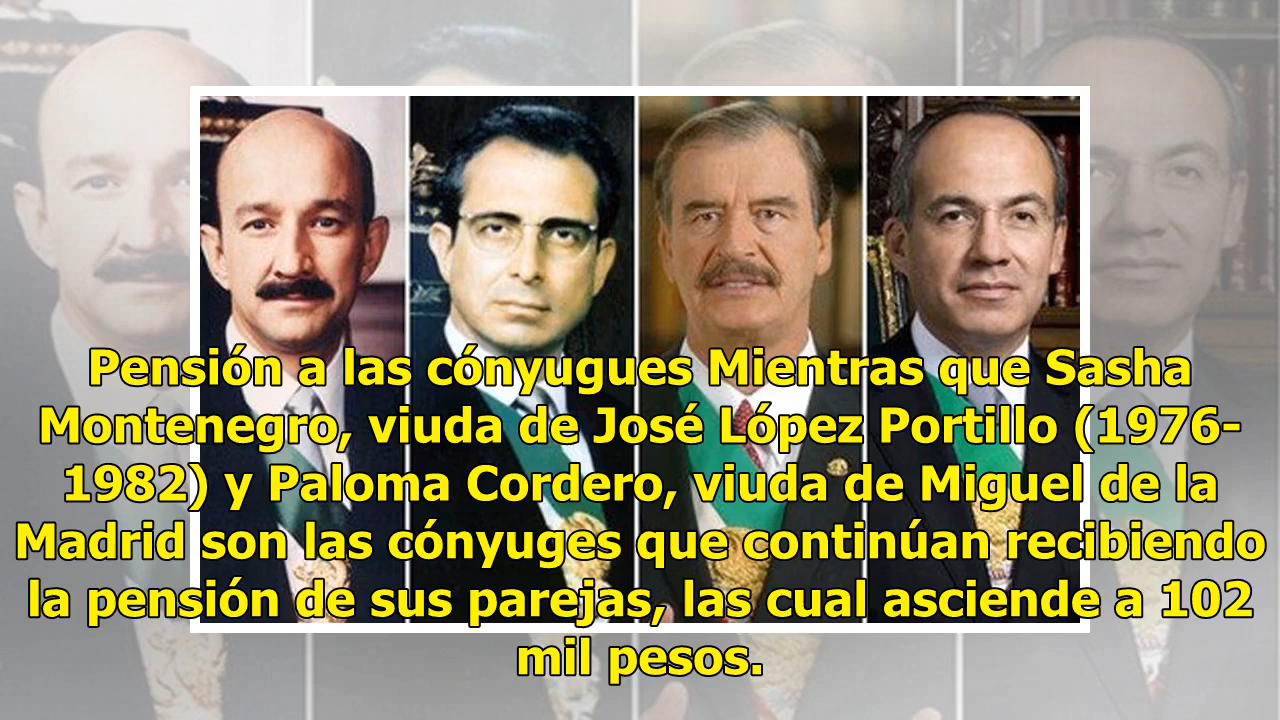 Pensión a las cónyugues Mientras que Sasha
Montenegro, viuda de José López Portillo (1976-
1982) y Paloma Cordero, viuda de Miguel de la
Madrid son las cónyuges que continúan recibiendo
la pensión de sus parejas, las cual asciende a 102
mil pesos.